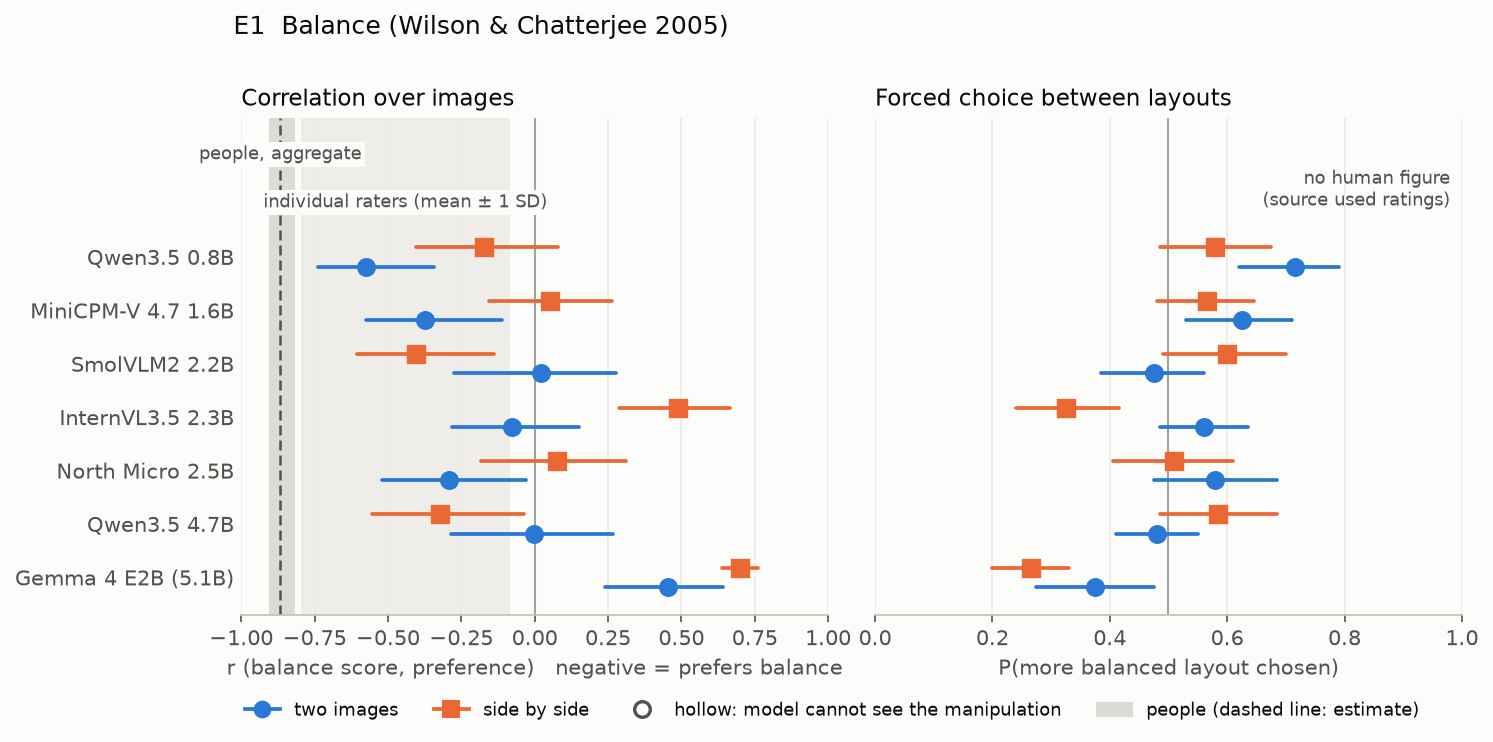 E1  Balance (Wilson & Chatterjee 2005)
Correlation over images
Forced choice between layouts
people, aggregate
individual raters (mean ± 1 SD)
no human figure
(source used ratings)
Qwen3.5 0.8B
MiniCPM-V 4.7 1.6B
SmolVLM2 2.2B
InternVL3.5 2.3B
North Micro 2.5B
Qwen3.5 4.7B
Gemma 4 E2B (5.1B)
−1.00 −0.75 −0.50 −0.25 0.00 0.25 0.50 0.75 1.00
0.0 0.2 0.4 0.6 0.8 1.0
r (balance score, preference)   negative = prefers balance
P(more balanced layout chosen)
two images
side by side
hollow: model cannot see the manipulation
people (dashed line: estimate)